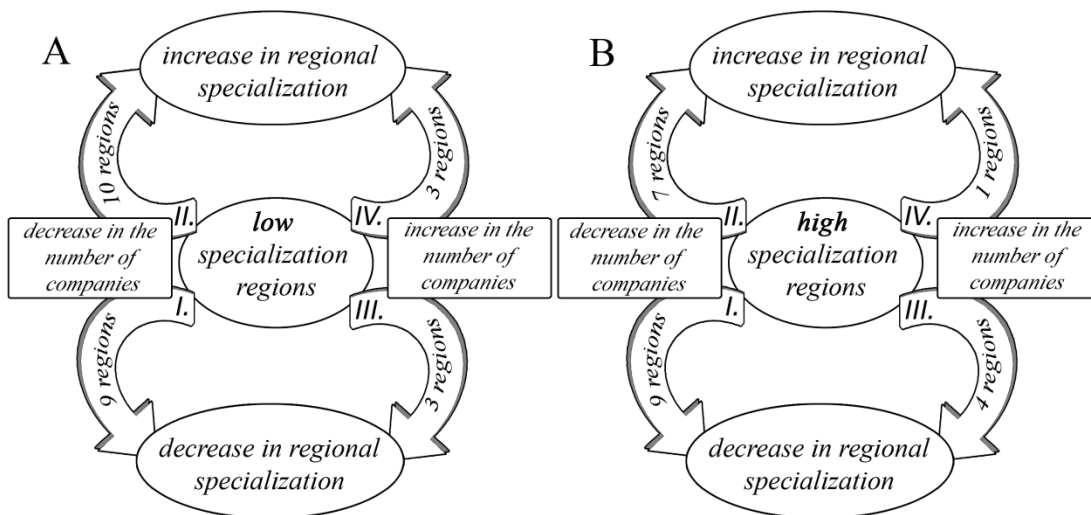 A
increase in regional
specialization
10 regions
3 regions
II.
IV.
decrease in the
number of
companies
low
specialization
regions
increase in the
number of
companies
I.
III.
9 regions
3 regions
decrease in regional
specialization
B
increase in regional
specialization
7 regions
1 regions
II.
IV.
decrease in the
number of
companies
high
specialization
regions
increase in the
number of
companies
I.
III.
9 regions
4 regions
decrease in regional
specialization